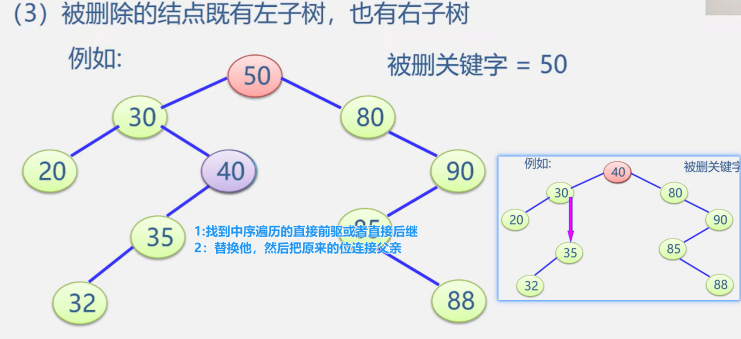 （3）被删除的结点既有左子树，也有右子树
例如:
被删关键字 = 50
50
30
80
20
40
90
35
85
32
88
1:找到中序遍历的直接前驱或者直接后继
2：替换他，然后把原来的位连接父亲
例如:
被删关键字
40
30
80
20
90
35
85
32
88